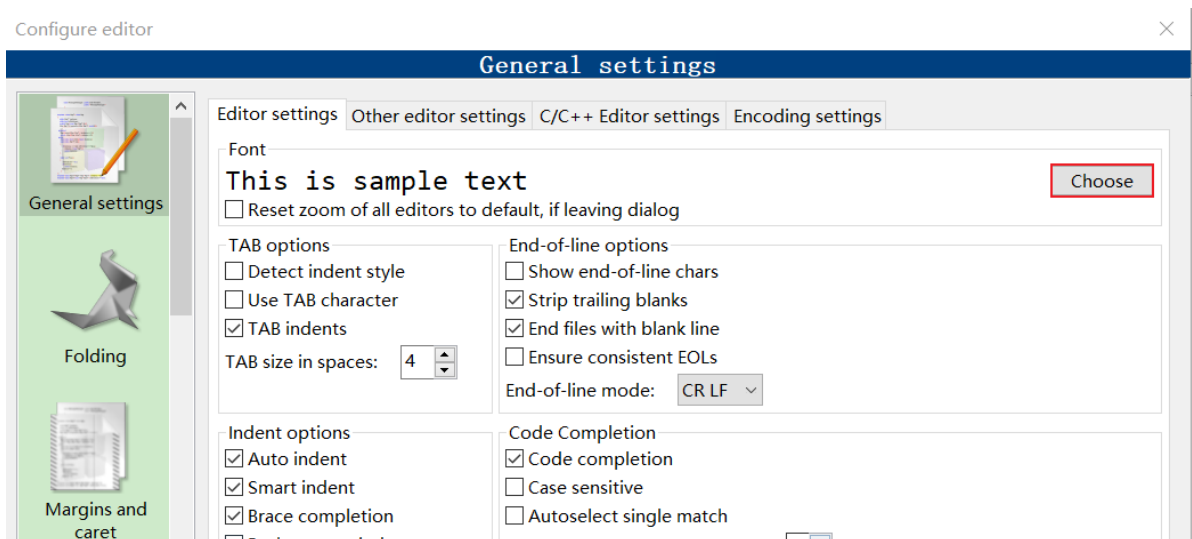 Configure editor
General settings
General settings
Folding
Margins and
caret
Editor settings
Other editor settings
C/C++ Editor settings
Encoding settings
Font
This is sample text
Choose
Reset zoom of all editors to default, if leaving dialog
TAB options
Detect indent style
Use TAB character
TAB indents
TAB size in spaces: 4
End-of-line options
Show end-of-line chars
Strip trailing blanks
End files with blank line
Ensure consistent EOLs
End-of-line mode: CR LF
Indent options
Auto indent
Smart indent
Brace completion
Code Completion
Code completion
Case sensitive
Autoselect single match